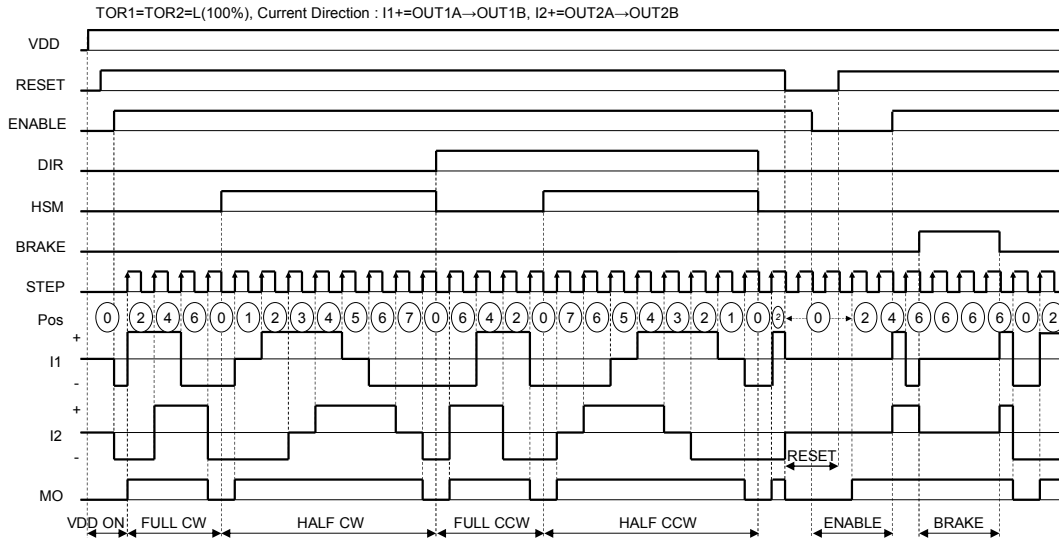 TOR1=TOR2=L(100%), Current Direction : I1+=OUT1A→OUT1B, I2+=OUT2A→OUT2B
VDD
RESET
ENABLE
DIR
HSM
BRAKE
STEP
Pos 0 2 4 6 0 1 2 3 4 5 6 7 0 6 4 2 0 7 6 5 4 3 2 1 0 2 0 2 4 6 6 6 6 0 2
+
I1
-
+
I2
-
RESET
MO
VDD ON FULL CW HALF CW FULL CCW HALF CCW ENABLE BRAKE